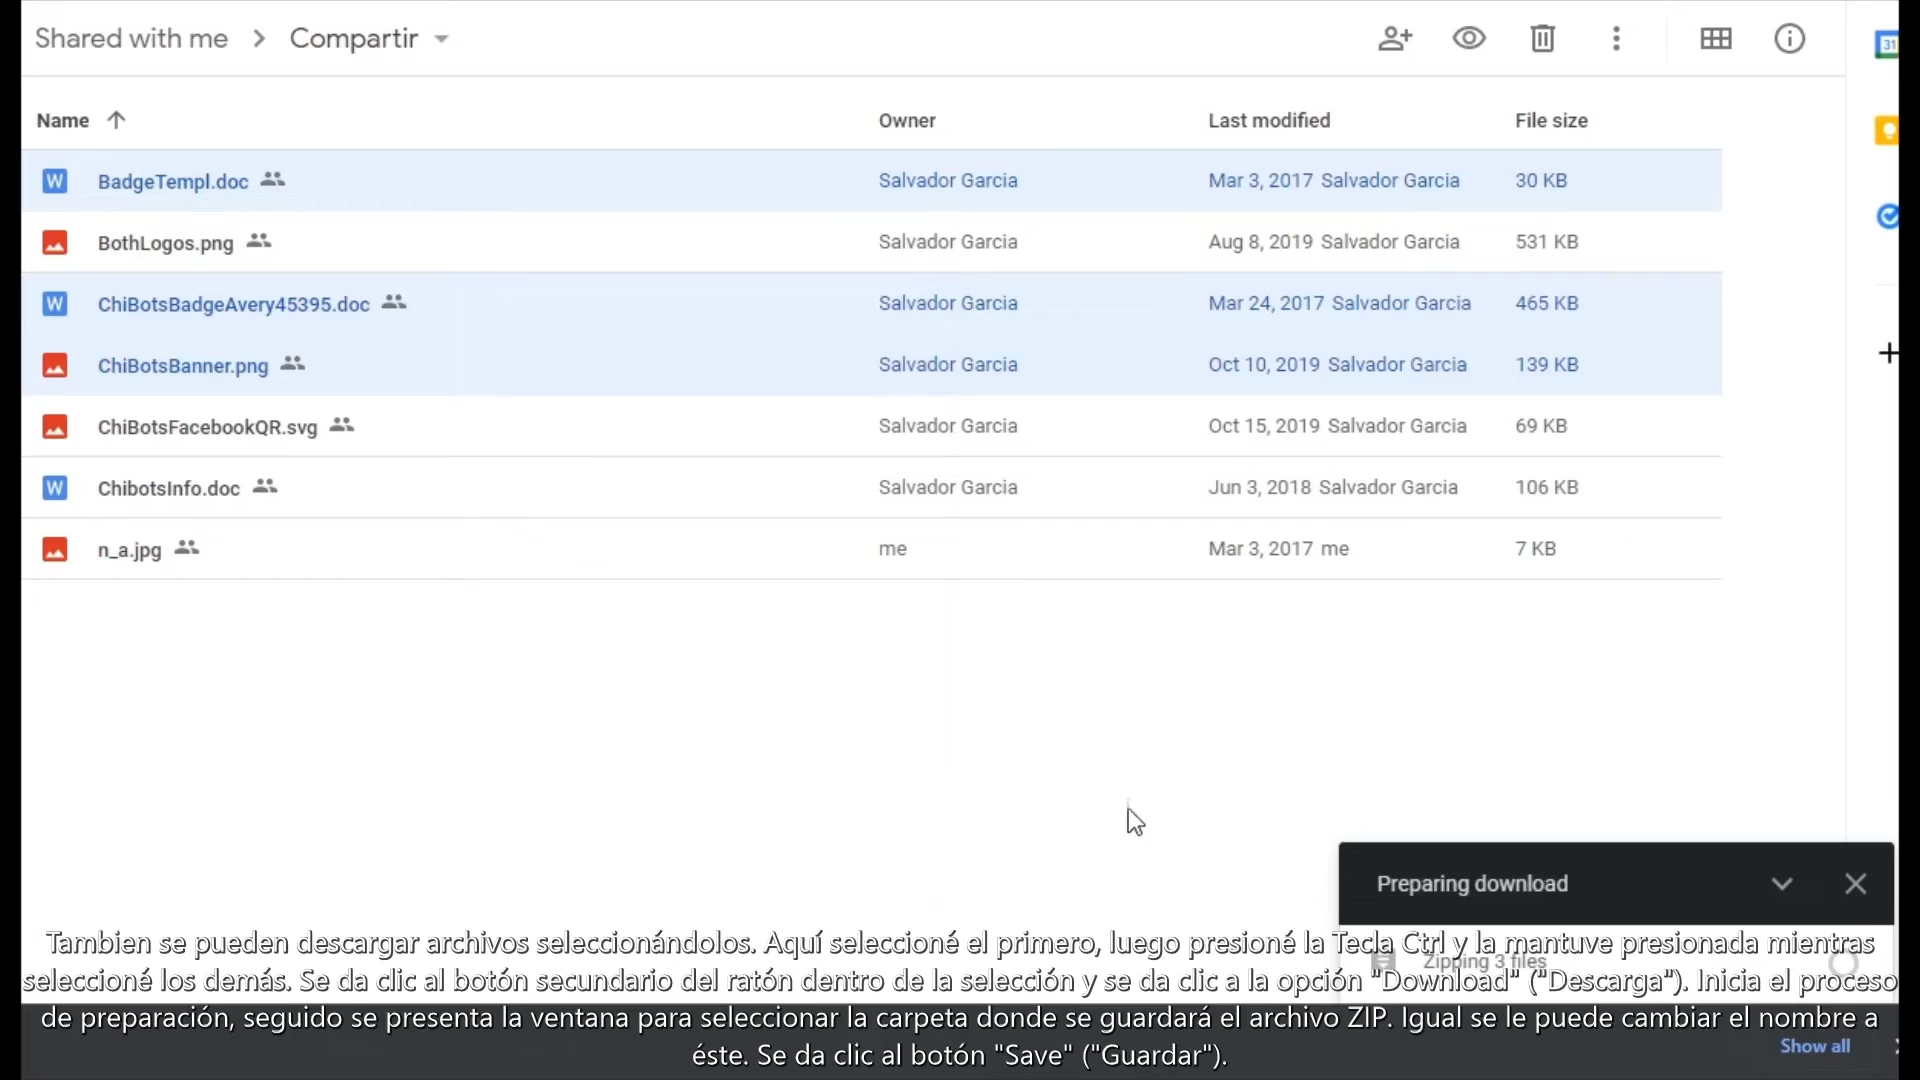 Shared with me > Compartir
31
Name Owner Last modified File size
W BadgeTempl.doc Salvador Garcia Mar 3, 2017 Salvador Garcia 30 KB
BothLogos.png Salvador Garcia Aug 8, 2019 Salvador Garcia 531 KB
W ChiBotsBadgeAvery45395.doc Salvador Garcia Mar 24, 2017 Salvador Garcia 465 KB
ChiBotsBanner.png Salvador Garcia Oct 10, 2019 Salvador Garcia 139 KB
ChiBotsFacebookQR.svg Salvador Garcia Oct 15, 2019 Salvador Garcia 69 KB
W ChibotsInfo.doc Salvador Garcia Jun 3, 2018 Salvador Garcia 106 KB
n_a.jpg me Mar 3, 2017 me 7 KB
Preparing download
Zipping 3 files
Tambien se pueden descargar archivos seleccionándolos. Aquí seleccioné el primero, luego presioné la Tecla Ctrl y la mantuve presionada mientras
seleccioné los demás. Se da clic al botón secundario del ratón dentro de la selección y se da clic a la opción "Download" ("Descarga"). Inicia el proceso
de preparación, seguido se presenta la ventana para seleccionar la carpeta donde se guardará el archivo ZIP. Igual se le puede cambiar el nombre a
éste. Se da clic al botón "Save" ("Guardar").
Show all